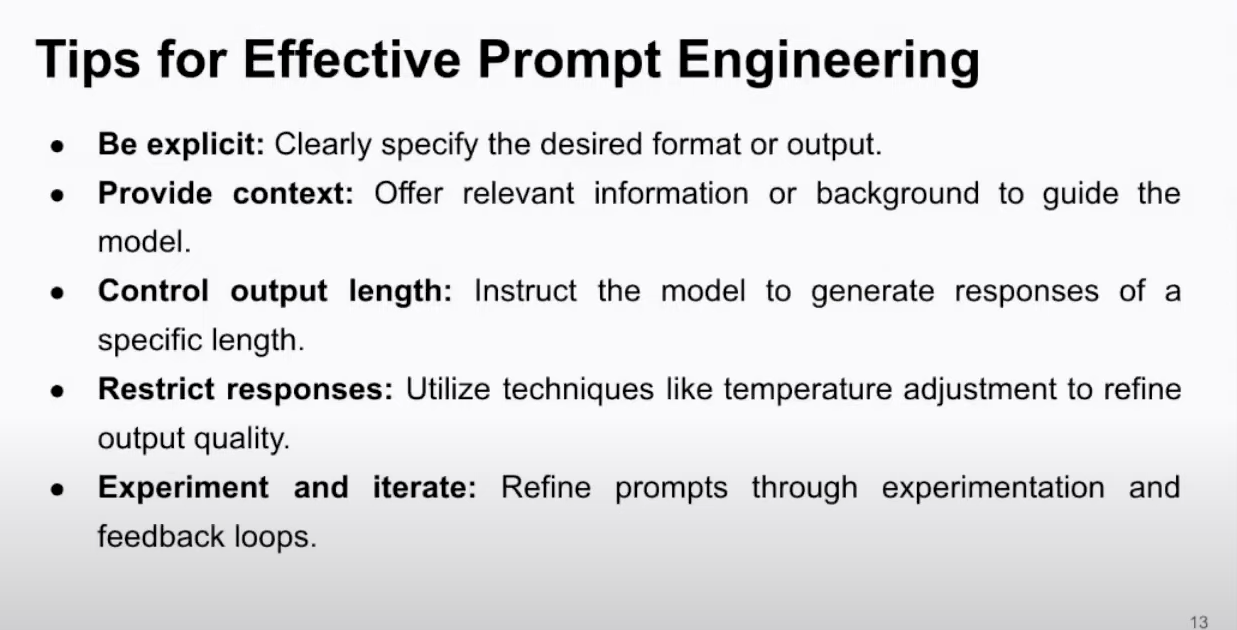 Tips for Effective Prompt Engineering
● Be explicit: Clearly specify the desired format or output.
● Provide context: Offer relevant information or background to guide the
model.
● Control output length: Instruct the model to generate responses of a
specific length.
● Restrict responses: Utilize techniques like temperature adjustment to refine
output quality.
● Experiment and iterate: Refine prompts through experimentation and
feedback loops.
13